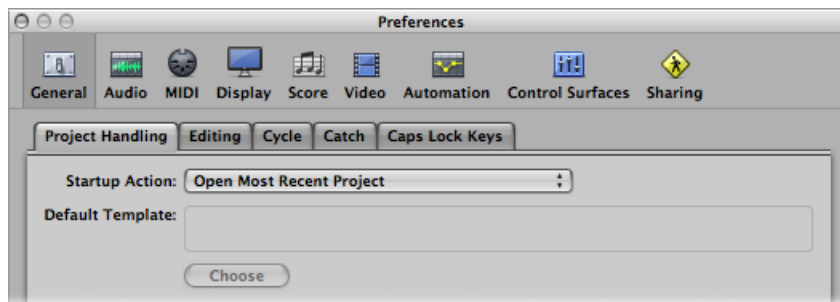 Preferences
General Audio MIDI Display Score Video Automation Control Surfaces Sharing
Project Handling Editing Cycle Catch Caps Lock Keys
Startup Action: Open Most Recent Project
Default Template:
Choose